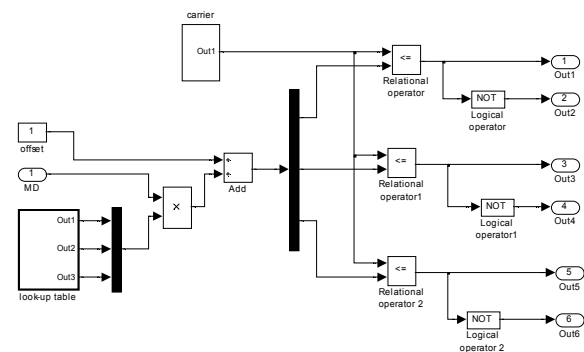 carrier
Out1
<=
Relational
operator
1
Out1
NOT
Logical
operator
2
Out2
1
offset
1
MD
×
+
+
Add
<=
Relational
operator1
3
Out3
NOT
Logical
operator1
4
Out4
Out1
Out2
Out3
look-up table
<=
Relational
operator 2
5
Out5
NOT
Logical
operator 2
6
Out6